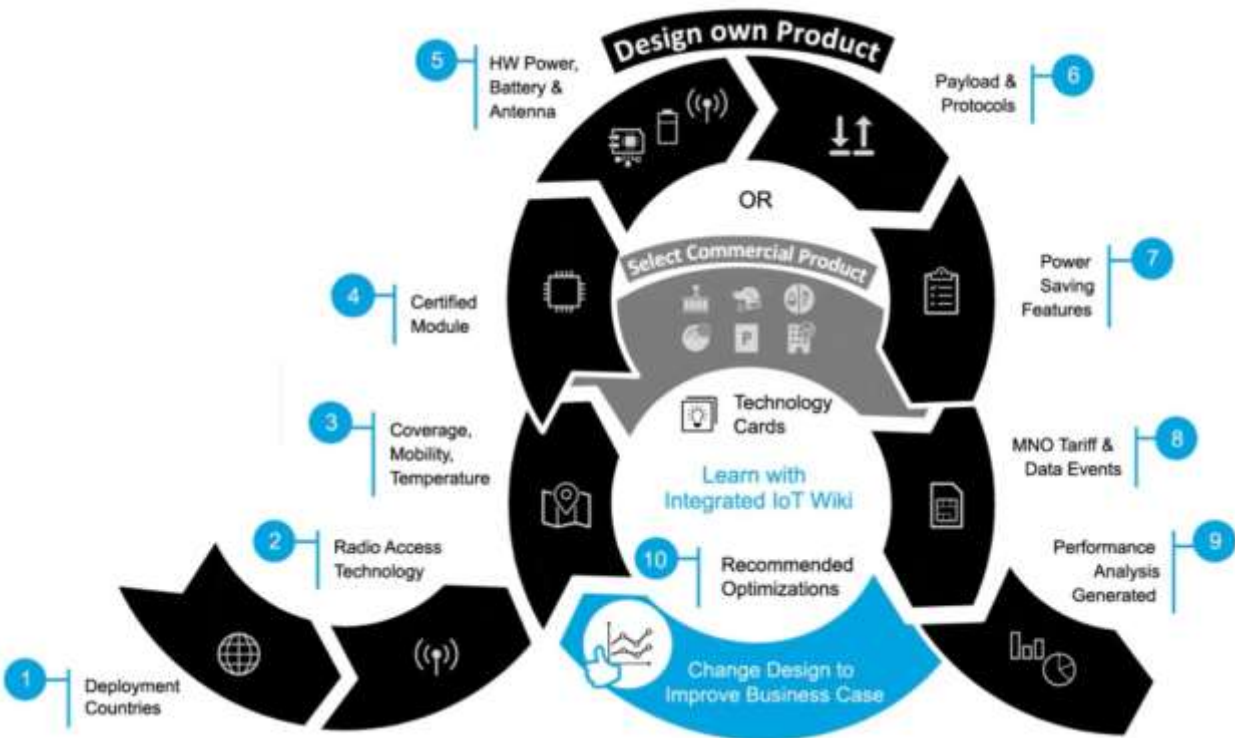 Design own Product
5
HW Power,
Battery &
Antenna
6
Payload &
Protocols
OR
Select Commercial Product
P
4
Certified
Module
7
Power
Saving
Features
3
Coverage,
Mobility,
Temperature
Technology
Cards
8
MNO Tariff &
Data Events
Learn with
Integrated IoT Wiki
2
Radio Access
Technology
10
Recommended
Optimizations
9
Performance
Analysis
Generated
1
Deployment
Countries
Change Design to
Improve Business Case